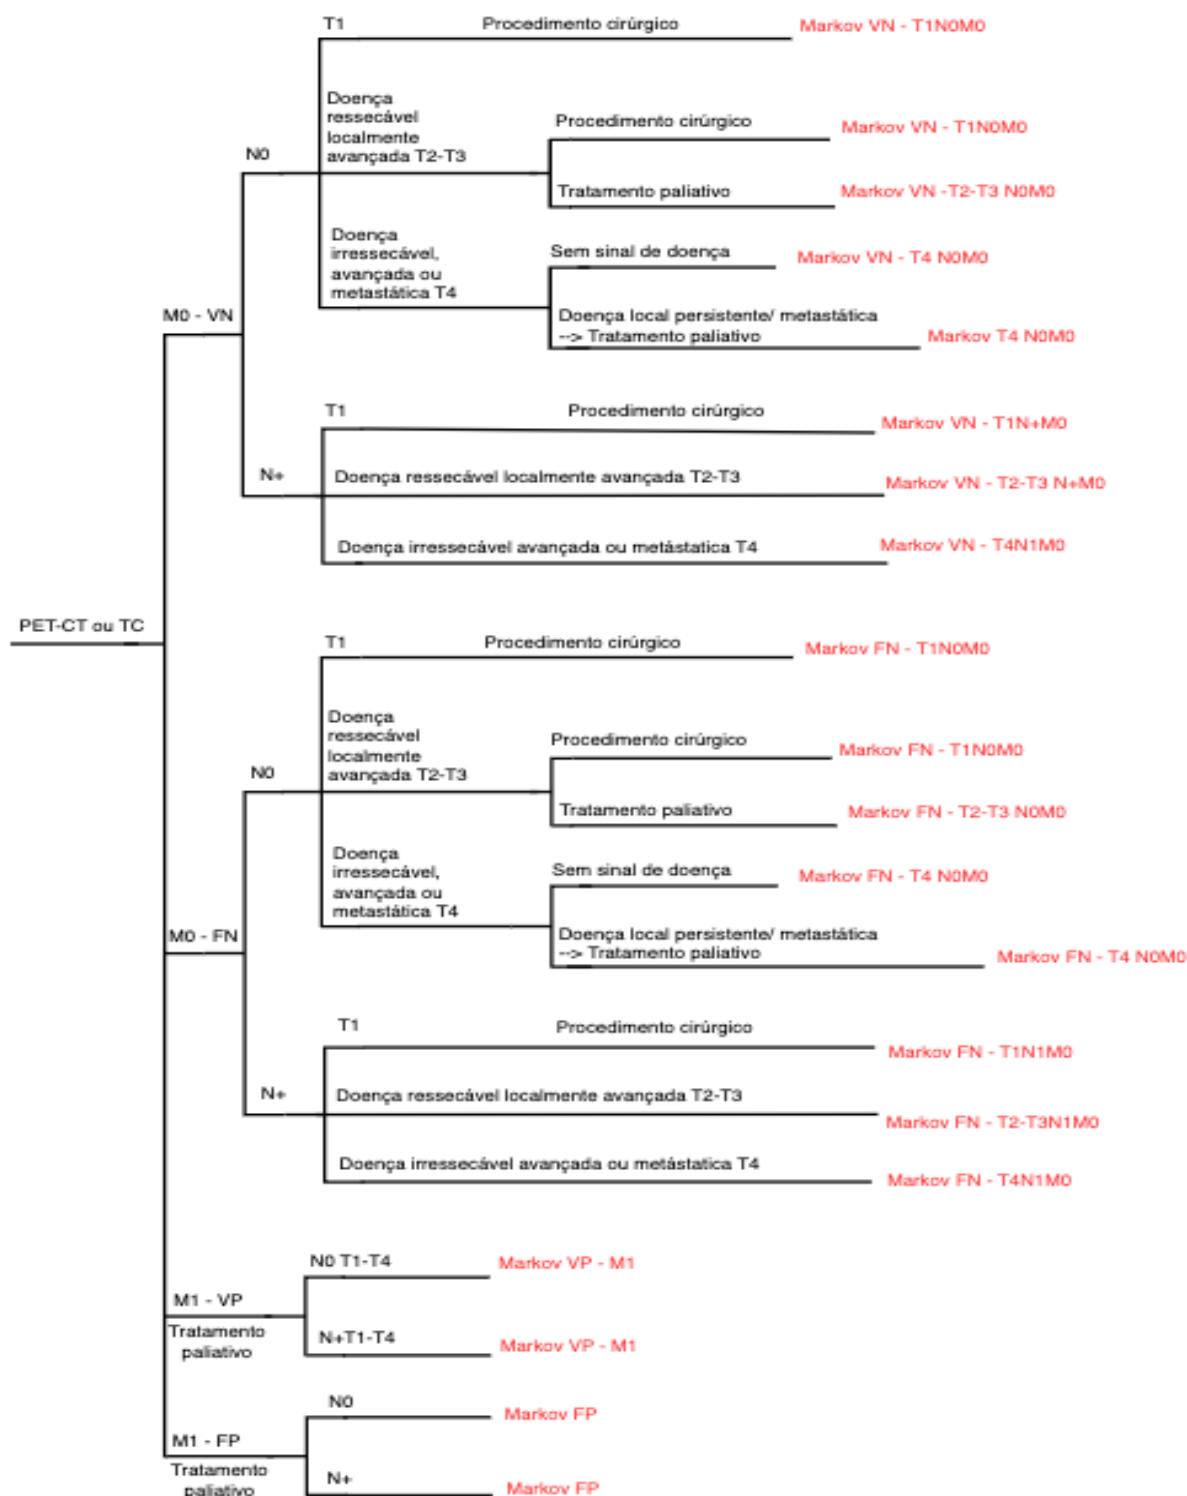 T1
Procedimento cirúrgico
Markov VN - T1N0M0
Doença
ressecável
localmente
avançada T2-T3
Procedimento cirúrgico
Markov VN - T1N0M0
N0
Tratamento paliativo
Markov VN -T2-T3 N0M0
Doença
irressecável,
avançada ou
metastática T4
Sem sinal de doença
Markov VN - T4 N0M0
M0 - VN
Doença local persistente/ metastática
--> Tratamento paliativo
Markov T4 N0M0
T1
Procedimento cirúrgico
Markov VN - T1N+M0
N+
Doença ressecável localmente avançada T2-T3
Markov VN - T2-T3 N+M0
Doença irressecável avançada ou metástatica T4
Markov VN - T4N1M0
PET-CT ou TC
T1
Procedimento cirúrgico
Markov FN - T1N0M0
Doença
ressecável
localmente
avançada T2-T3
Procedimento cirúrgico
Markov FN - T1N0M0
N0
Tratamento paliativo
Markov FN - T2-T3 N0M0
Doença
irressecável,
avançada ou
metastática T4
Sem sinal de doença
Markov FN - T4 N0M0
M0 - FN
Doença local persistente/ metastática
--> Tratamento paliativo
Markov FN - T4 N0M0
T1
Procedimento cirúrgico
Markov FN - T1N1M0
N+
Doença ressecável localmente avançada T2-T3
Markov FN - T2-T3N1M0
Doença irressecável avançada ou metástatica T4
Markov FN - T4N1M0
N0 T1-T4
Markov VP - M1
M1 - VP
Tratamento
paliativo
N+T1-T4
Markov VP - M1
N0
Markov FP
M1 - FP
Tratamento
paliativo
N+
Markov FP